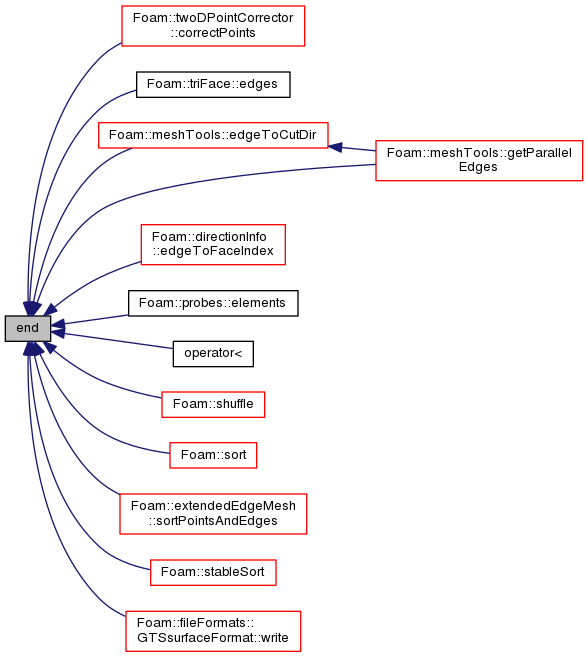 Foam::twoDPointCorrector
::correctPoints
Foam::triFace::edges
Foam::meshTools::edgeToCutDir
Foam::meshTools::getParallel
Edges
Foam::directionInfo
::edgeToFaceIndex
Foam::probes::elements
end
operator<
Foam::shuffle
Foam::sort
Foam::extendedEdgeMesh
::sortPointsAndEdges
Foam::stableSort
Foam::fileFormats::
GTSsurfaceFormat::write